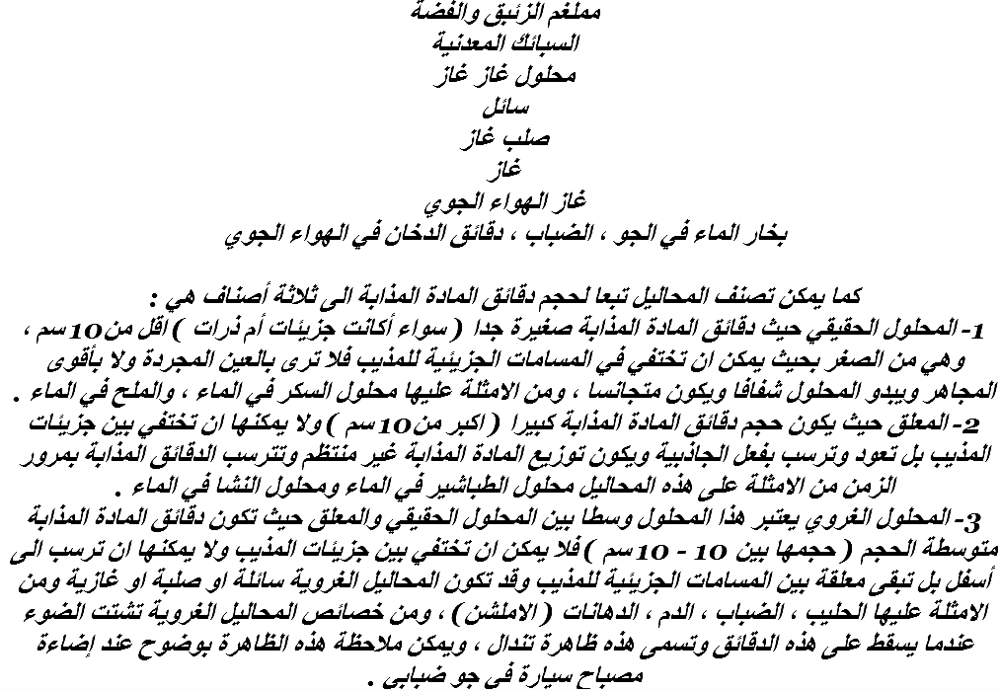 مملغم الزئبق والفضة
السبائك المعدنية
محلول غاز غاز
سائل
صلب غاز
غاز
غاز الهواء الجوي
بخار الماء في الجو ، الضباب ، دقائق الدخان في الهواء الجوي
كما يمكن تصنف المحاليل تبعا لحجم دقائق المادة المذابة الى ثلاثة أصناف هي :
1- المحلول الحقيقي حيث دقائق المادة المذابة صغيرة جدا ( سواء أكانت جزيئات أم ذرات ) اقل من 10 سم ،
وهي من الصغر بحيث يمكن ان تختفي في المسامات الجزيئية للمذيب فلا ترى بالعين المجردة ولا بأقوى
المجاهر ويبدو المحلول شفافا ويكون متجانسا ، ومن الامثلة عليها محلول السكر في الماء ، والملح في الماء .
2- المعلق حيث يكون حجم دقائق المادة المذابة كبيرا ( اكبر من 10 سم ) ولا يمكنها ان تختفي بين جزيئات
المذيب بل تعود وترسب بفعل الجاذبية ويكون توزيع المادة المذابة غير منتظم وتترسب الدقائق المذابة بمرور
الزمن من الامثلة على هذه المحاليل محلول الطباشير في الماء ومحلول النشا في الماء .
3- المحلول الغروي يعتبر هذا المحلول وسطا بين المحلول الحقيقي والمعلق حيث تكون دقائق المادة المذابة
متوسطة الحجم ( حجمها بين 10 - 10 سم ) فلا يمكن ان تختفي بين جزيئات المذيب ولا يمكنها ان ترسب الى
أسفل بل تبقى معلقة بين المسامات الجزيئية للمذيب وقد تكون المحاليل الغروية سائلة او صلبة او غازية ومن
الامثلة عليها الحليب ، الضباب ، الدم ، الدهانات ( الاملشن ) ، ومن خصائص المحاليل الغروية تشتت الضوء
عندما يسقط على هذه الدقائق وتسمى هذه ظاهرة تندال ، ويمكن ملاحظة هذه الظاهرة بوضوح عند إضاءة
مصباح سيارة في جو ضبابي .